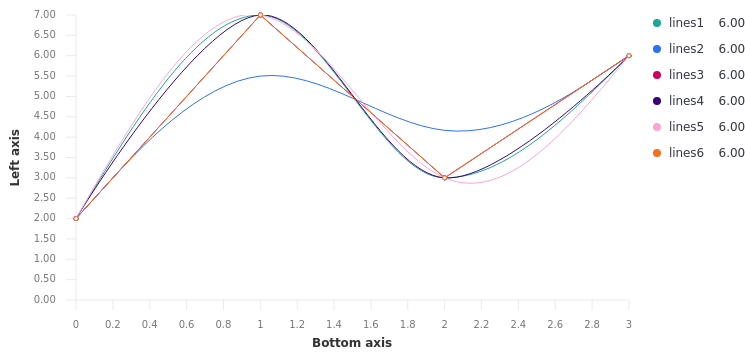 7.00
6.50
6.00
5.50
5.00
4.50
4.00
3.50
3.00
2.50
2.00
1.50
1.00
0.50
0.00
Left axis
0 0.2 0.4 0.6 0.8 1 1.2 1.4 1.6 1.8 2 2.2 2.4 2.6 2.8 3
Bottom axis
lines1 6.00
lines2 6.00
lines3 6.00
lines4 6.00
lines5 6.00
lines6 6.00